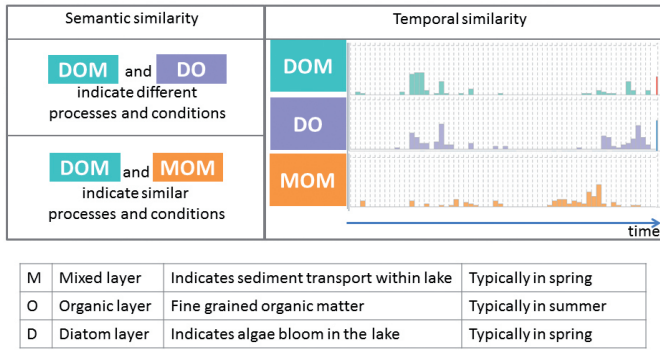 Semantic similarity
Temporal similarity
DOM and DO
indicate different
processes and conditions
DOM and MOM
indicate similar
processes and conditions
DOM
DO
MOM
time
M Mixed layer Indicates sediment transport within lake Typically in spring
O Organic layer Fine grained organic matter Typically in summer
D Diatom layer Indicates algae bloom in the lake Typically in spring